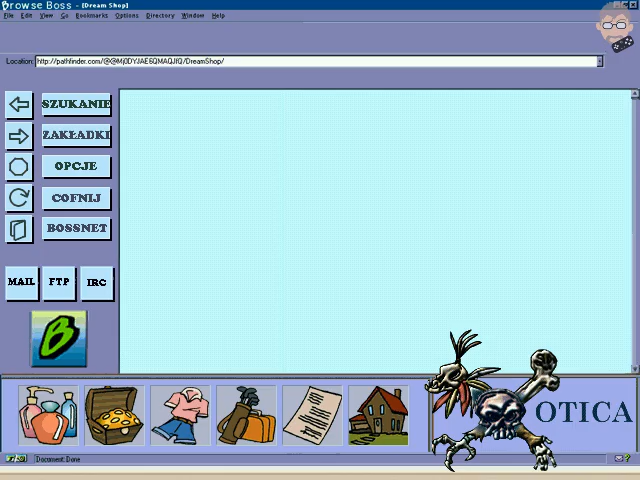 Browse Boss - [Dream Shop]
File Edit View Go Bookmarks Options Directory Window Help
Location: http://pathfinder.com/@@Mj0DYJAE6QMAQJfQ/DreamShop/
SZUKANIE
ZAKŁADKI
OPCJE
COFNIJ
BOSSNET
MAIL FTP IRC
B
OTICA
Document: Done